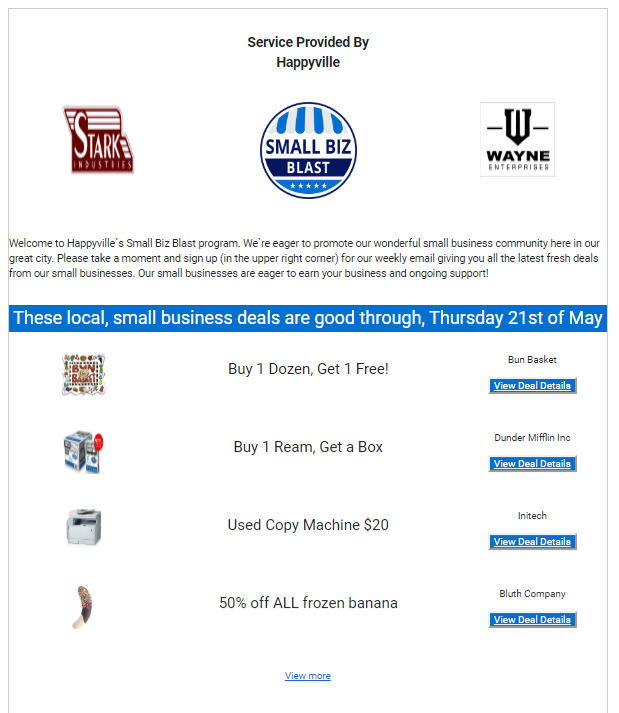 Service Provided By
Happyville
STARK
INDUSTRIES
SMALL BIZ
BLAST
WAYNE
ENTERPRISES
Welcome to Happyville`s Small Biz Blast program. We`re eager to promote our wonderful small business community here in our
great city. Please take a moment and sign up (in the upper right corner) for our weekly email giving you all the latest fresh deals
from our small businesses. Our small businesses are eager to earn your business and ongoing support!
These local, small business deals are good through, Thursday 21st of May
BUN
BASKET
Buy 1 Dozen, Get 1 Free!
Bun Basket
View Deal Details
Buy 1 Ream, Get a Box
Dunder Mifflin Inc
View Deal Details
Used Copy Machine $20
Initech
View Deal Details
50% off ALL frozen banana
Bluth Company
View Deal Details
View more